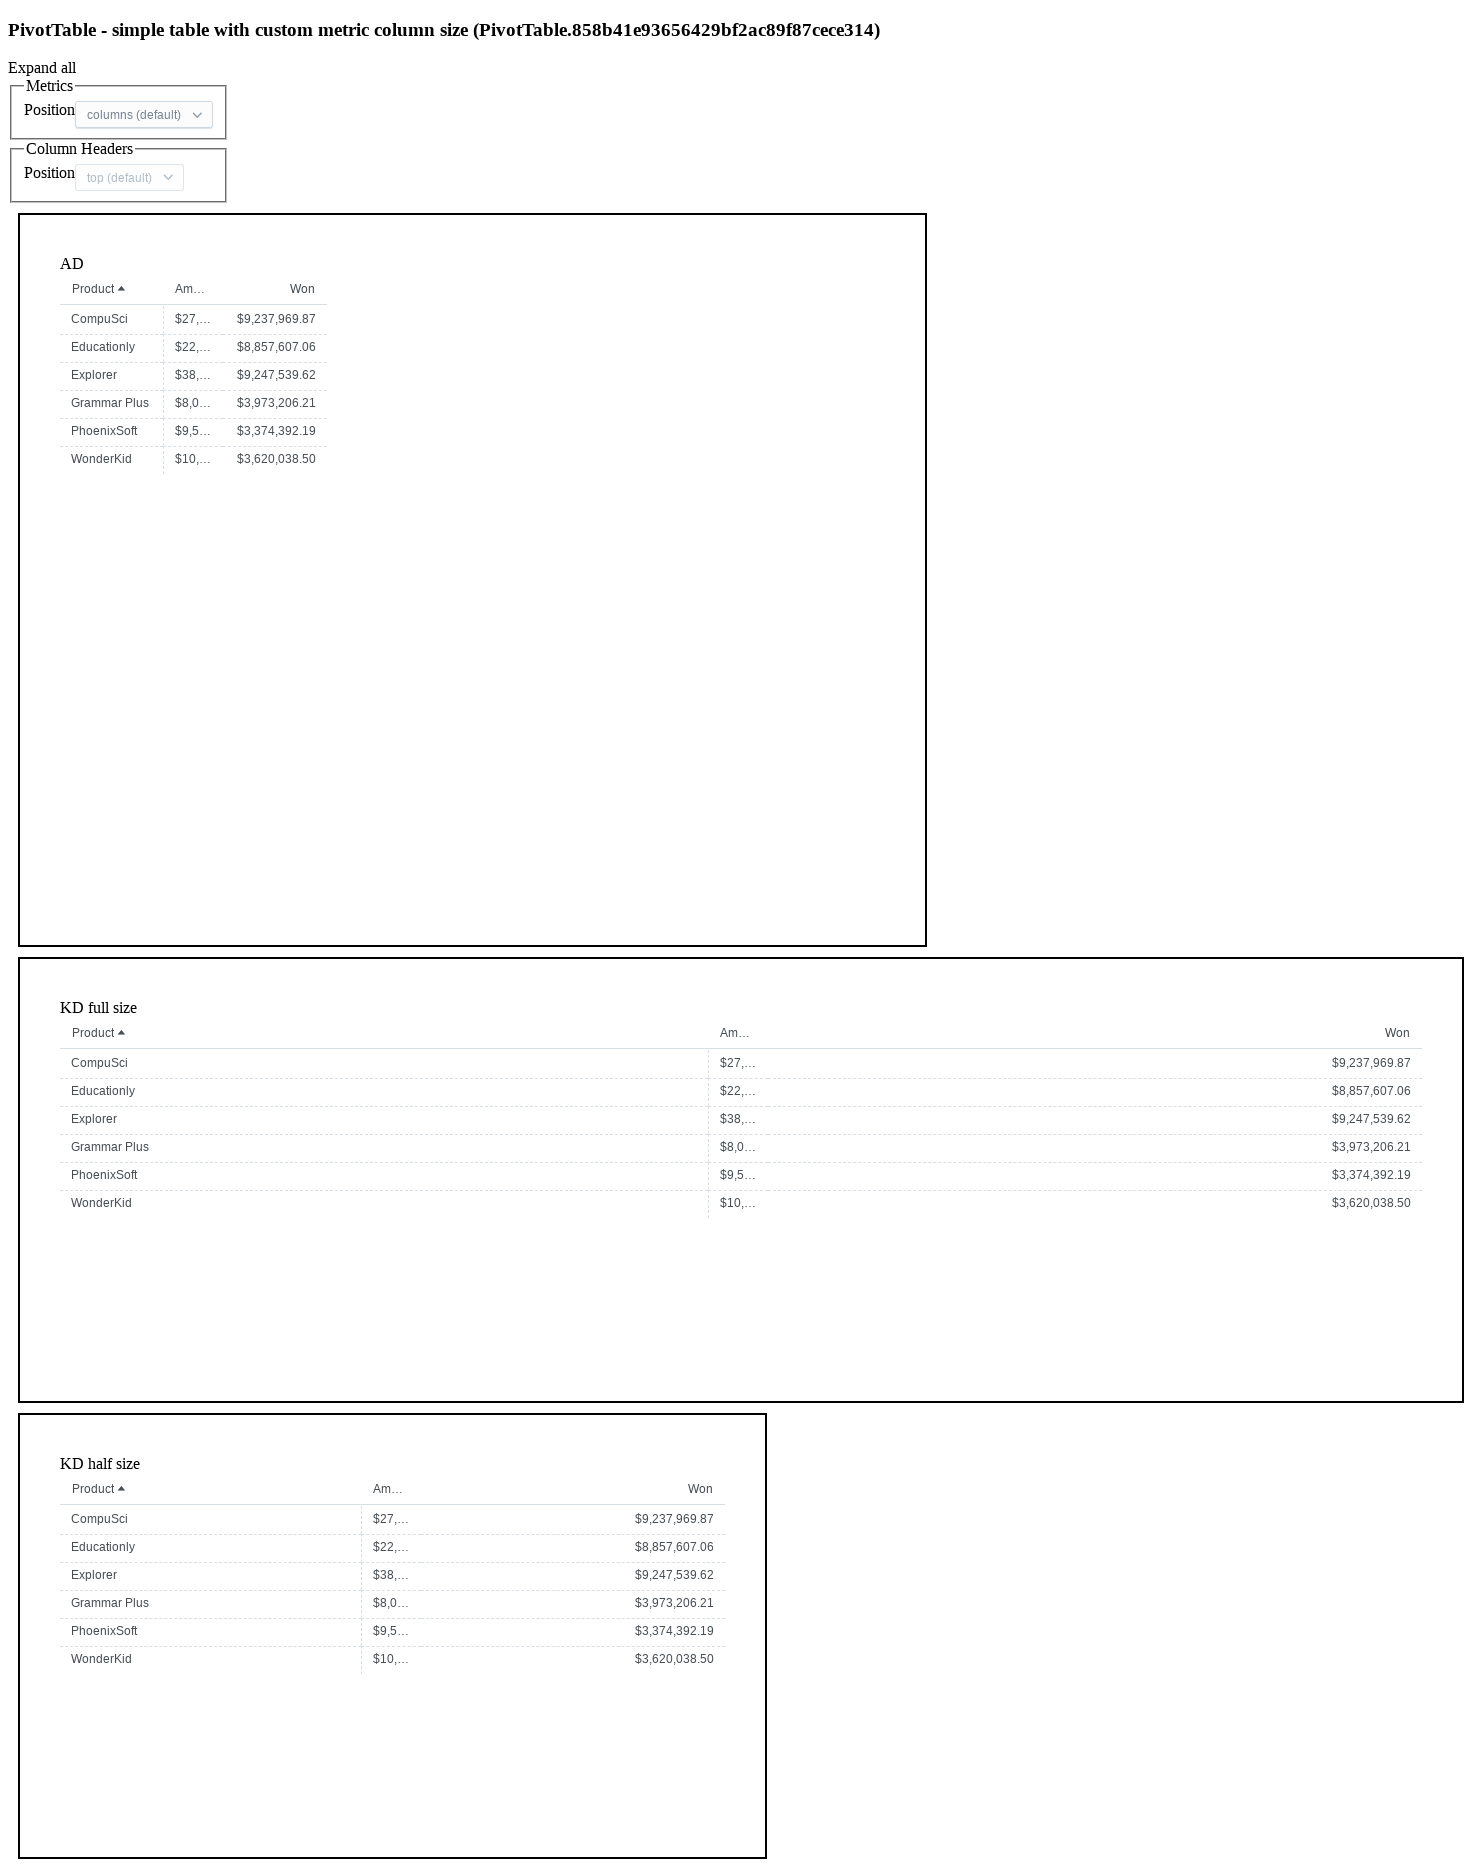 PivotTable - simple table with custom metric column size (PivotTable.858b41e93656429bf2ac89f87cece314)
Expand all
Metrics
Position columns (default)
Column Headers
Position top (default)
AD
Product Am… Won
CompuSci $27,… $9,237,969.87
Educationly $22,… $8,857,607.06
Explorer $38,… $9,247,539.62
Grammar Plus $8,0… $3,973,206.21
PhoenixSoft $9,5… $3,374,392.19
WonderKid $10,… $3,620,038.50
KD full size
Product Am… Won
CompuSci $27,… $9,237,969.87
Educationly $22,… $8,857,607.06
Explorer $38,… $9,247,539.62
Grammar Plus $8,0… $3,973,206.21
PhoenixSoft $9,5… $3,374,392.19
WonderKid $10,… $3,620,038.50
KD half size
Product Am… Won
CompuSci $27,… $9,237,969.87
Educationly $22,… $8,857,607.06
Explorer $38,… $9,247,539.62
Grammar Plus $8,0… $3,973,206.21
PhoenixSoft $9,5… $3,374,392.19
WonderKid $10,… $3,620,038.50